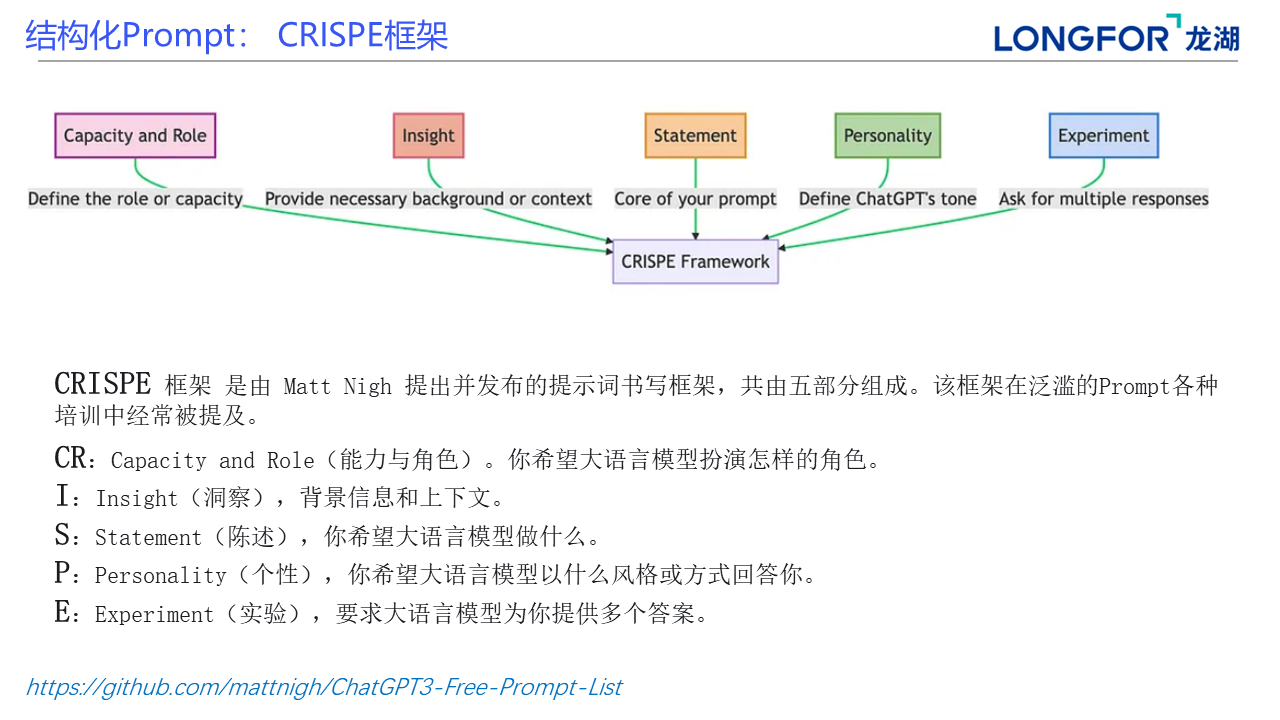 结构化Prompt： CRISPE框架
LONGFOR 龙湖
Capacity and Role
Insight
Statement
Personality
Experiment
Define the role or capacity
Provide necessary background or context
Core of your prompt
Define ChatGPT's tone
Ask for multiple responses
CRISPE Framework
CRISPE 框架 是由 Matt Nigh 提出并发布的提示词书写框架，共由五部分组成。该框架在泛滥的Prompt各种
培训中经常被提及。
CR：Capacity and Role（能力与角色）。你希望大语言模型扮演怎样的角色。
I：Insight（洞察），背景信息和上下文。
S：Statement（陈述），你希望大语言模型做什么。
P：Personality（个性），你希望大语言模型以什么风格或方式回答你。
E：Experiment（实验），要求大语言模型为你提供多个答案。
https://github.com/mattnigh/ChatGPT3-Free-Prompt-List